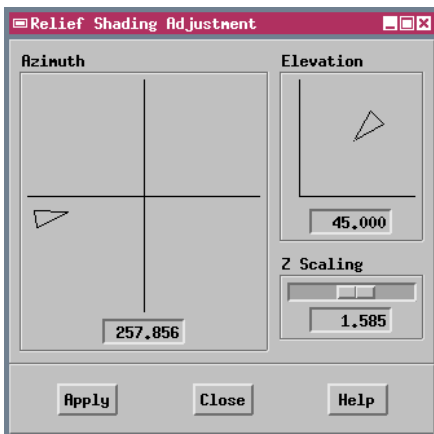 Relief Shading Adjustment
Azimuth
257.856
Elevation
45.000
Z Scaling
1.585
Apply
Close
Help